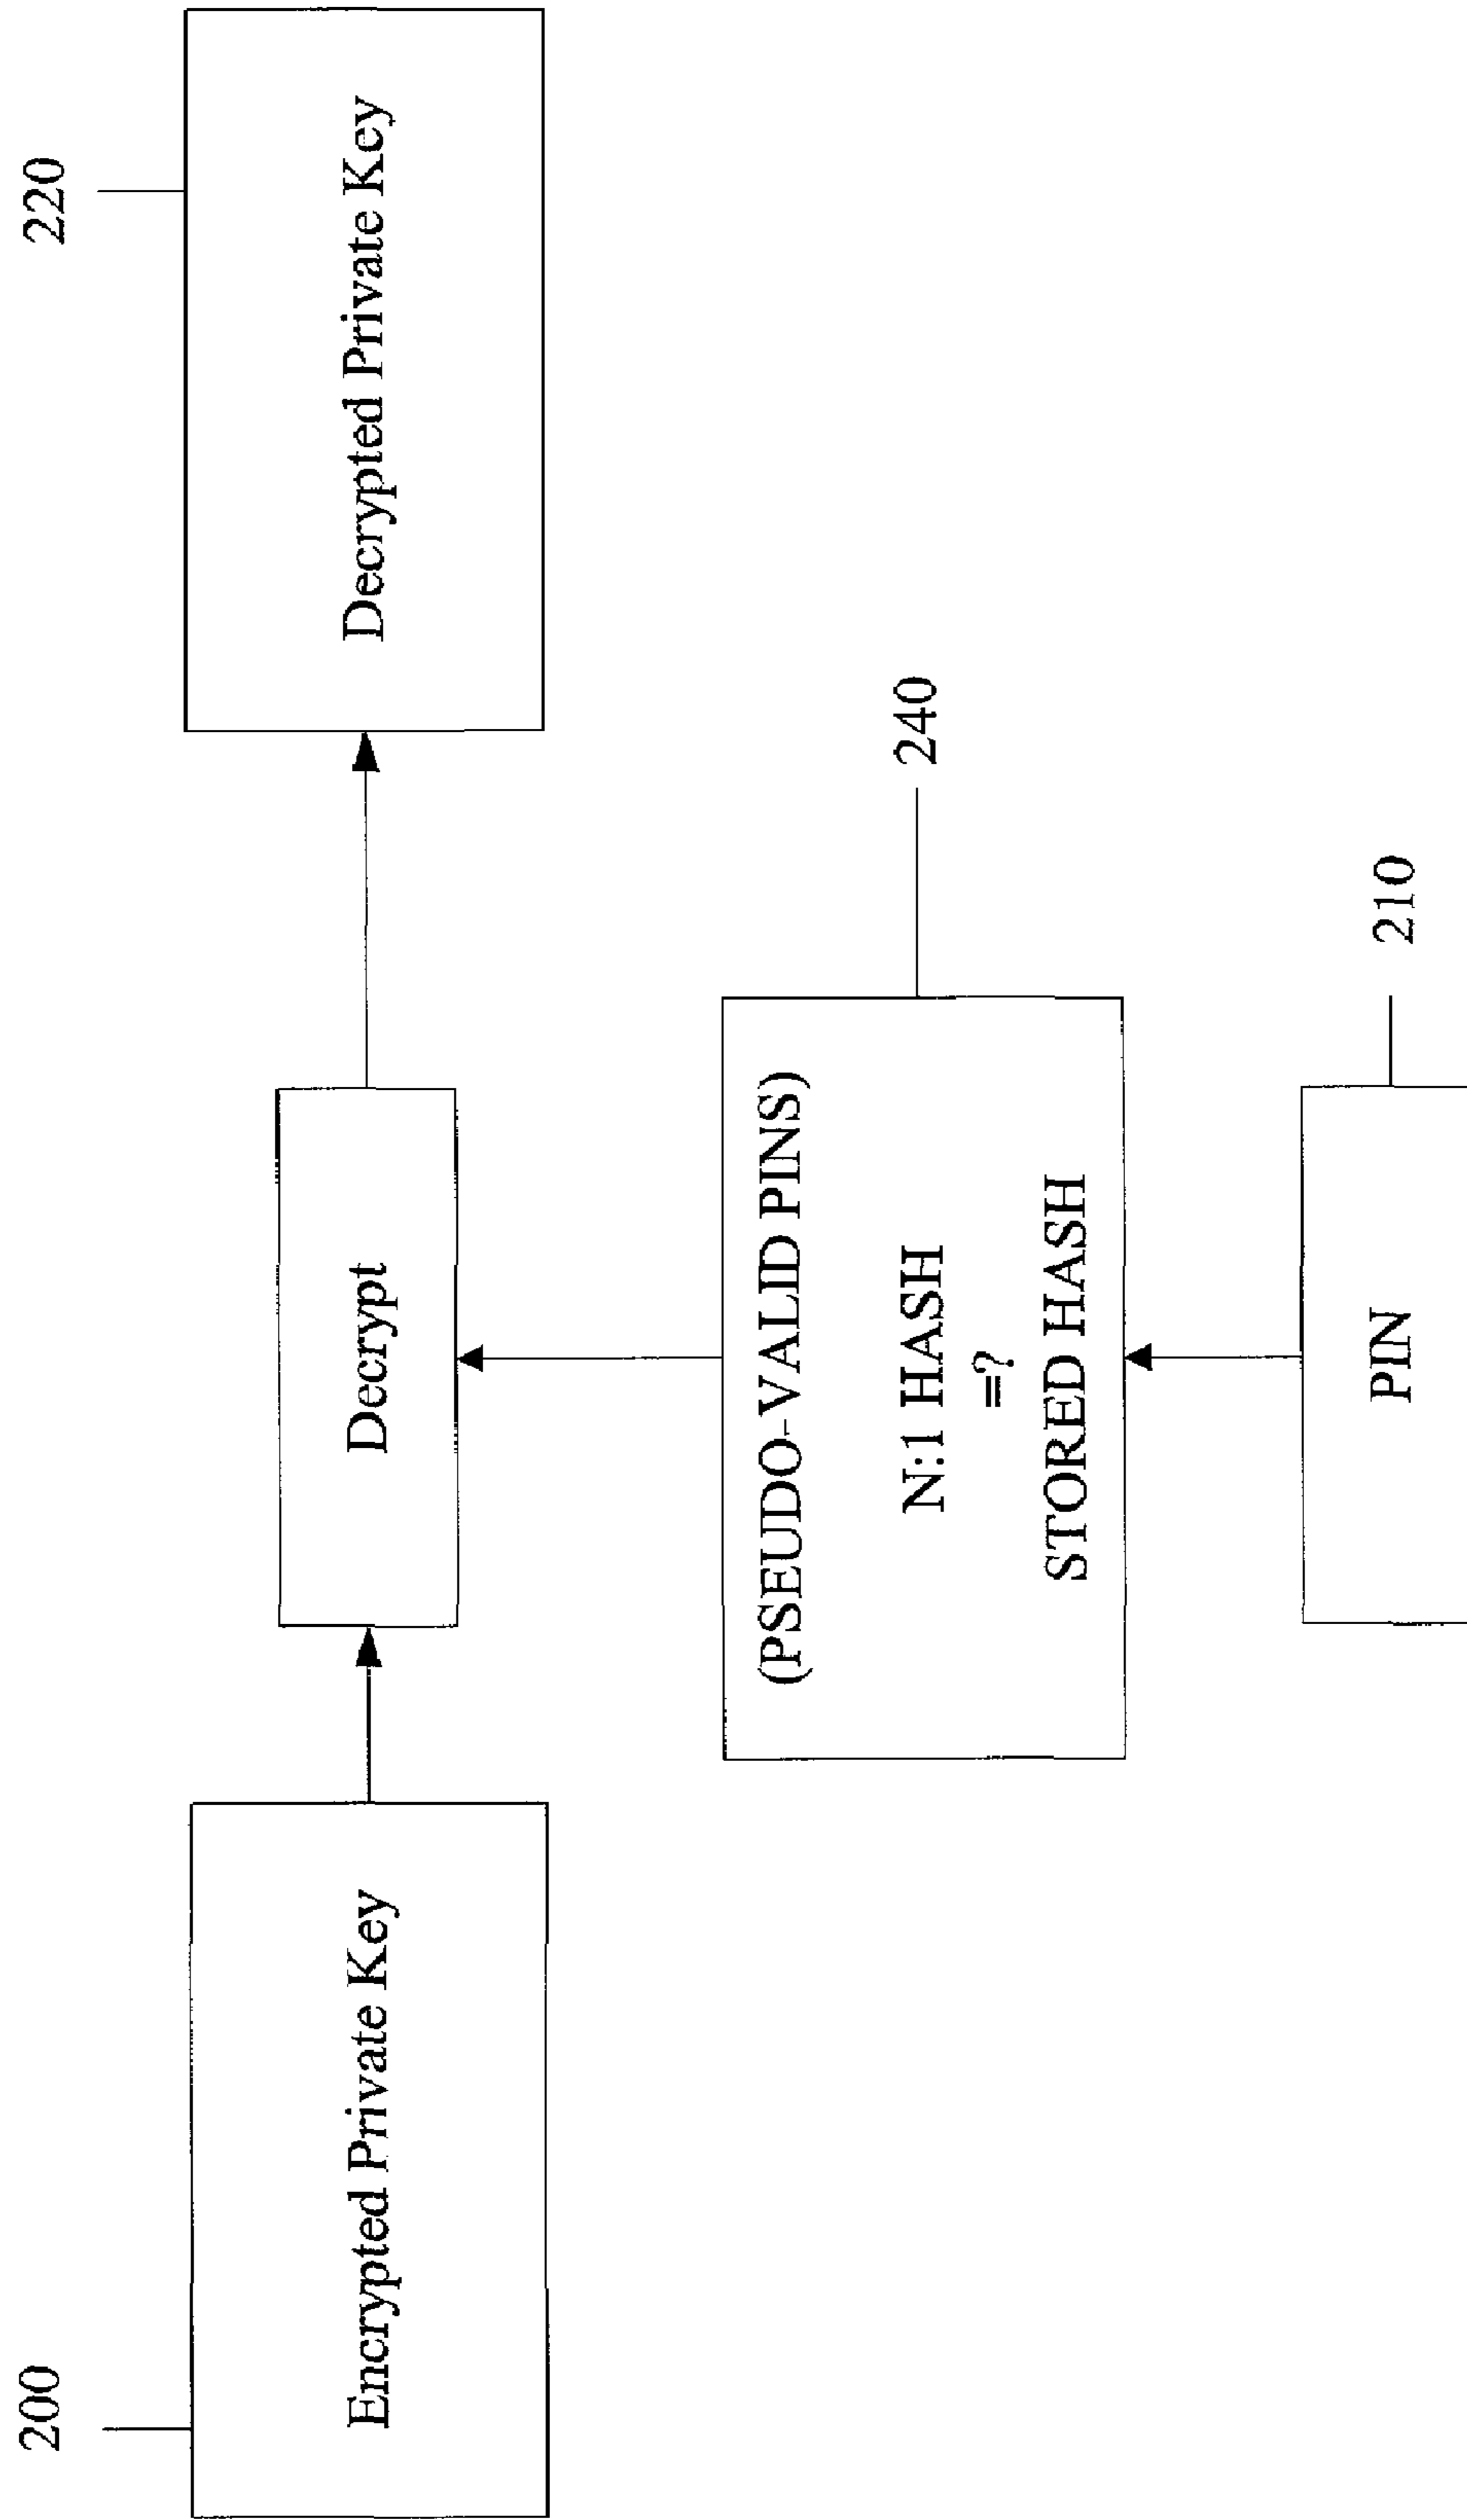 200
220
Encrypted Private Key
Decrypt
Decrypted Private Key
(PSEUDO-VALID PINS)
N:1 HASH
=?
STORED HASH
240
PIN
210